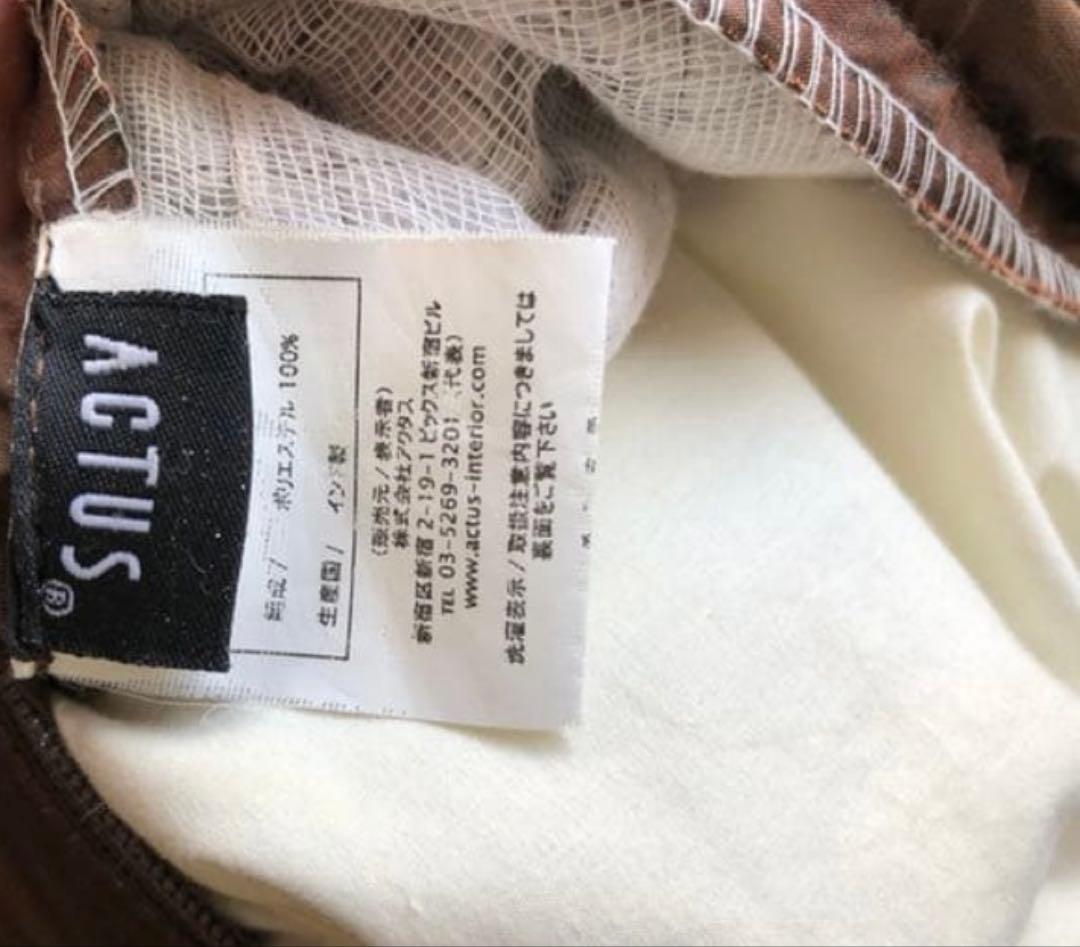 ACTUS®
組成/ ポリエステル 100%
生産国/ インド製
(販売元/表示者)
株式会社アクタス
新宿区新宿 2-19-1 ビックス新宿ビル
TEL 03-5269-3201 (代表)
www.actus-interior.com
洗濯表示/取扱注意内容につきましては
裏面をご覧下さい